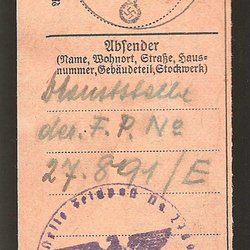 Absender
(Name, Wohnort, Straße, Haus-
nummer, Gebäudeteil, Stockwerk)
Dienststelle
der F. P. No
27.891/E